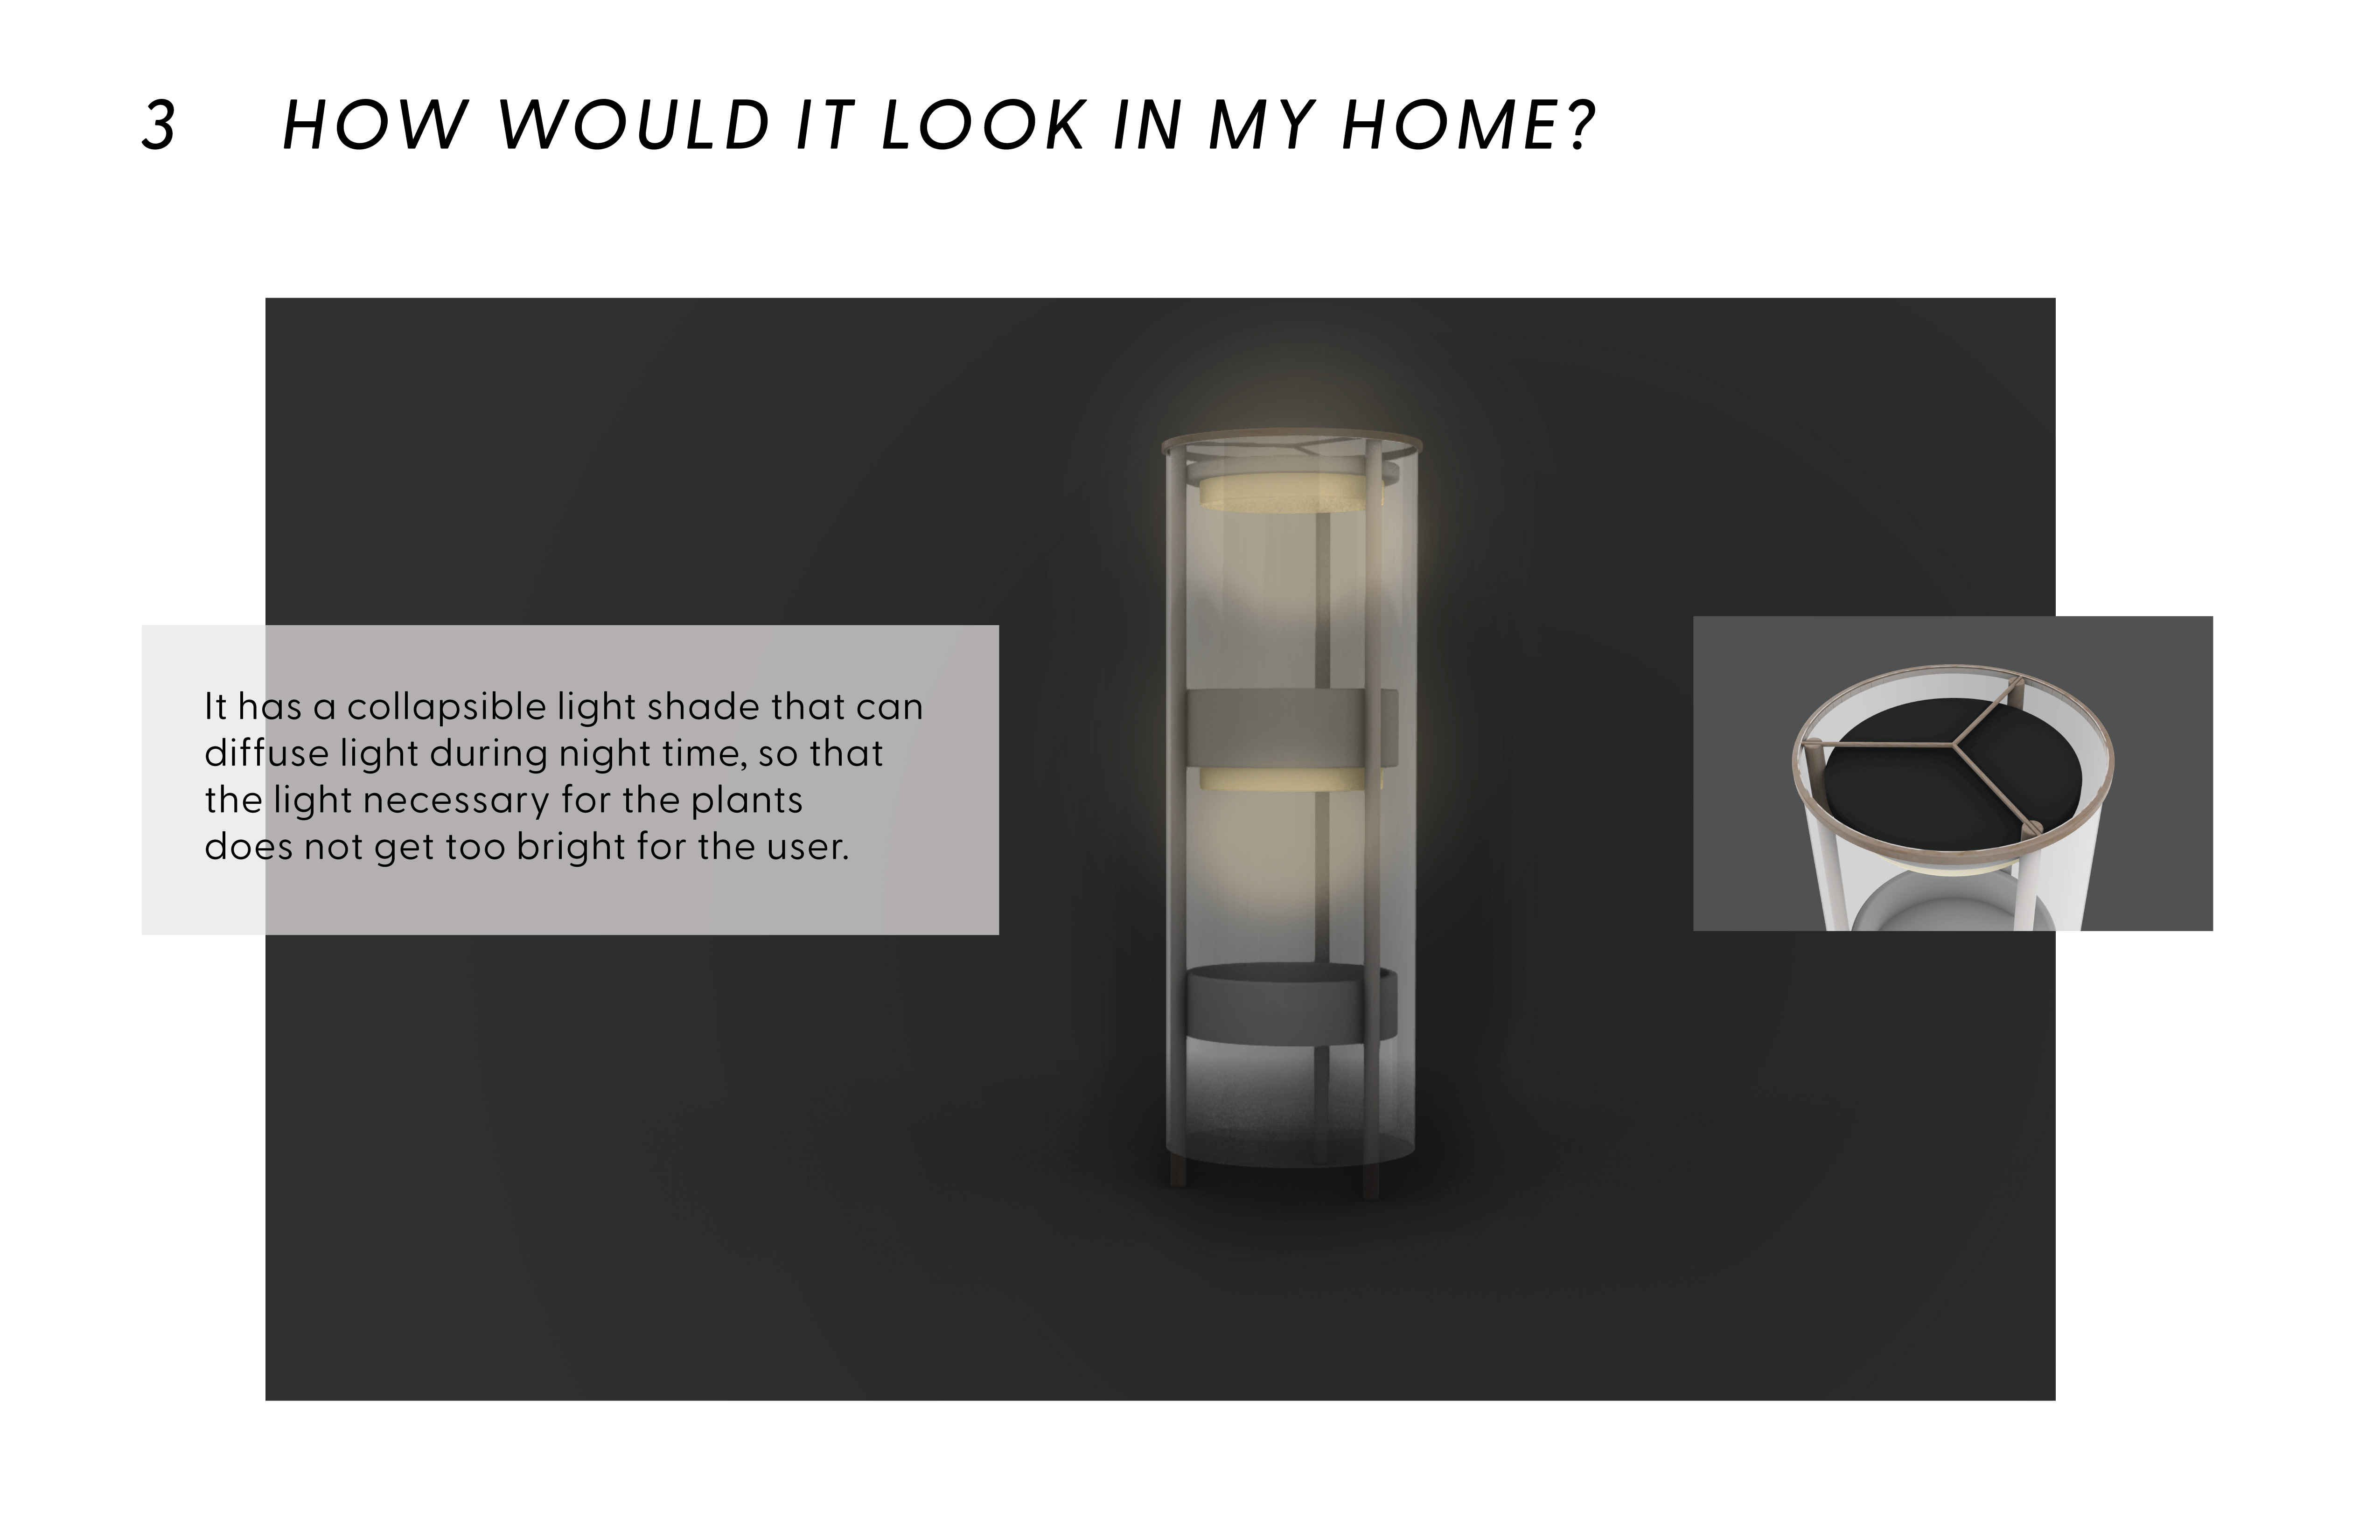 3 HOW WOULD IT LOOK IN MY HOME?
It has a collapsible light shade that can
diffuse light during night time, so that
the light necessary for the plants
does not get too bright for the user.